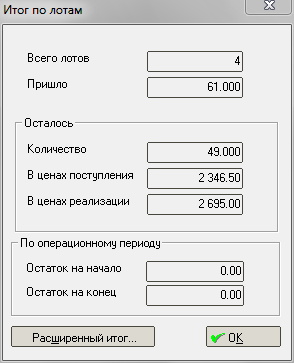 Итог по лотам
Всего лотов 4
Пришло 61.000
Осталось
Количество 49.000
В ценах поступления 2 346.50
В ценах реализации 2 695.00
По операционному периоду
Остаток на начало 0.00
Остаток на конец 0.00
Расширенный итог... OK